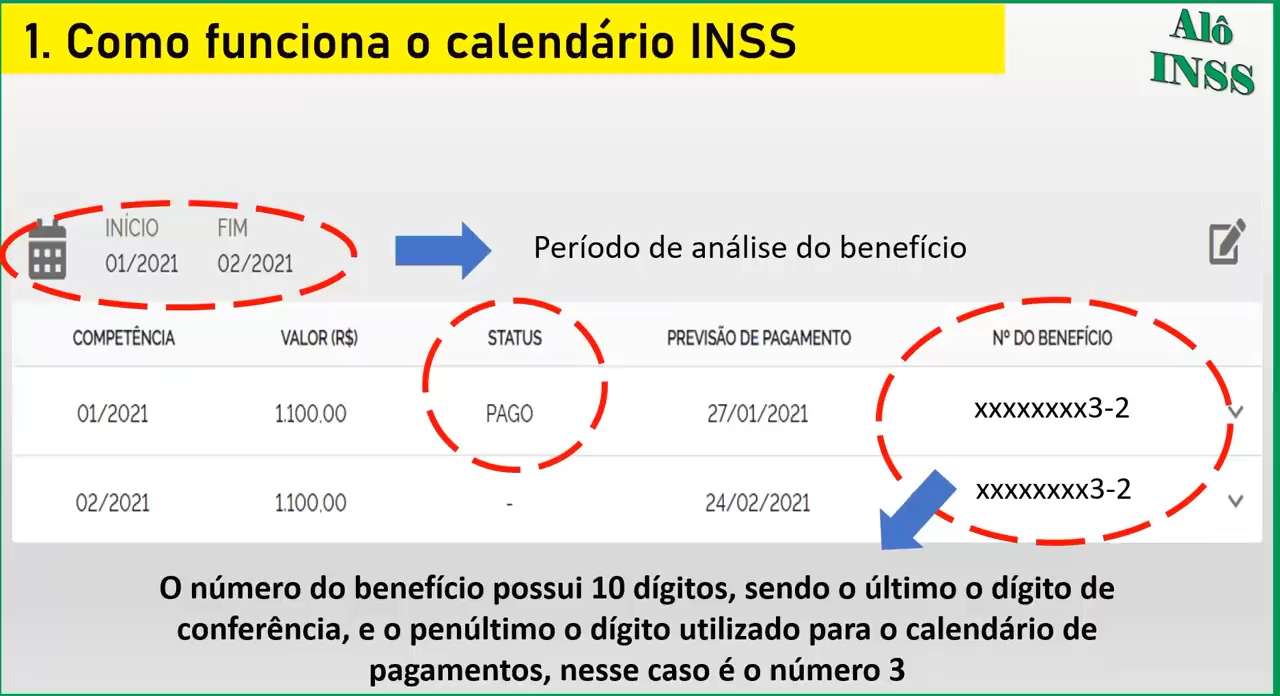 1. Como funciona o calendário INSS
Alô
INSS
INÍCIO FIM
01/2021 02/2021
Período de análise do benefício
COMPETÊNCIA VALOR (R$) STATUS PREVISÃO DE PAGAMENTO Nº DO BENEFÍCIO
01/2021 1.100,00 PAGO 27/01/2021 xxxxxxxx3-2
02/2021 1.100,00 - 24/02/2021 xxxxxxxx3-2
O número do benefício possui 10 dígitos, sendo o último o dígito de
conferência, e o penúltimo o dígito utilizado para o calendário de
pagamentos, nesse caso é o número 3